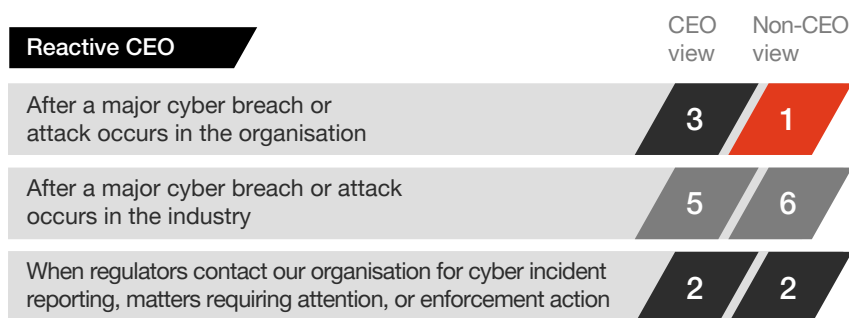 CEO view
Non-CEO view
Reactive CEO
After a major cyber breach or
attack occurs in the organisation
3
1
After a major cyber breach or attack
occurs in the industry
5
6
When regulators contact our organisation for cyber incident
reporting, matters requiring attention, or enforcement action
2
2